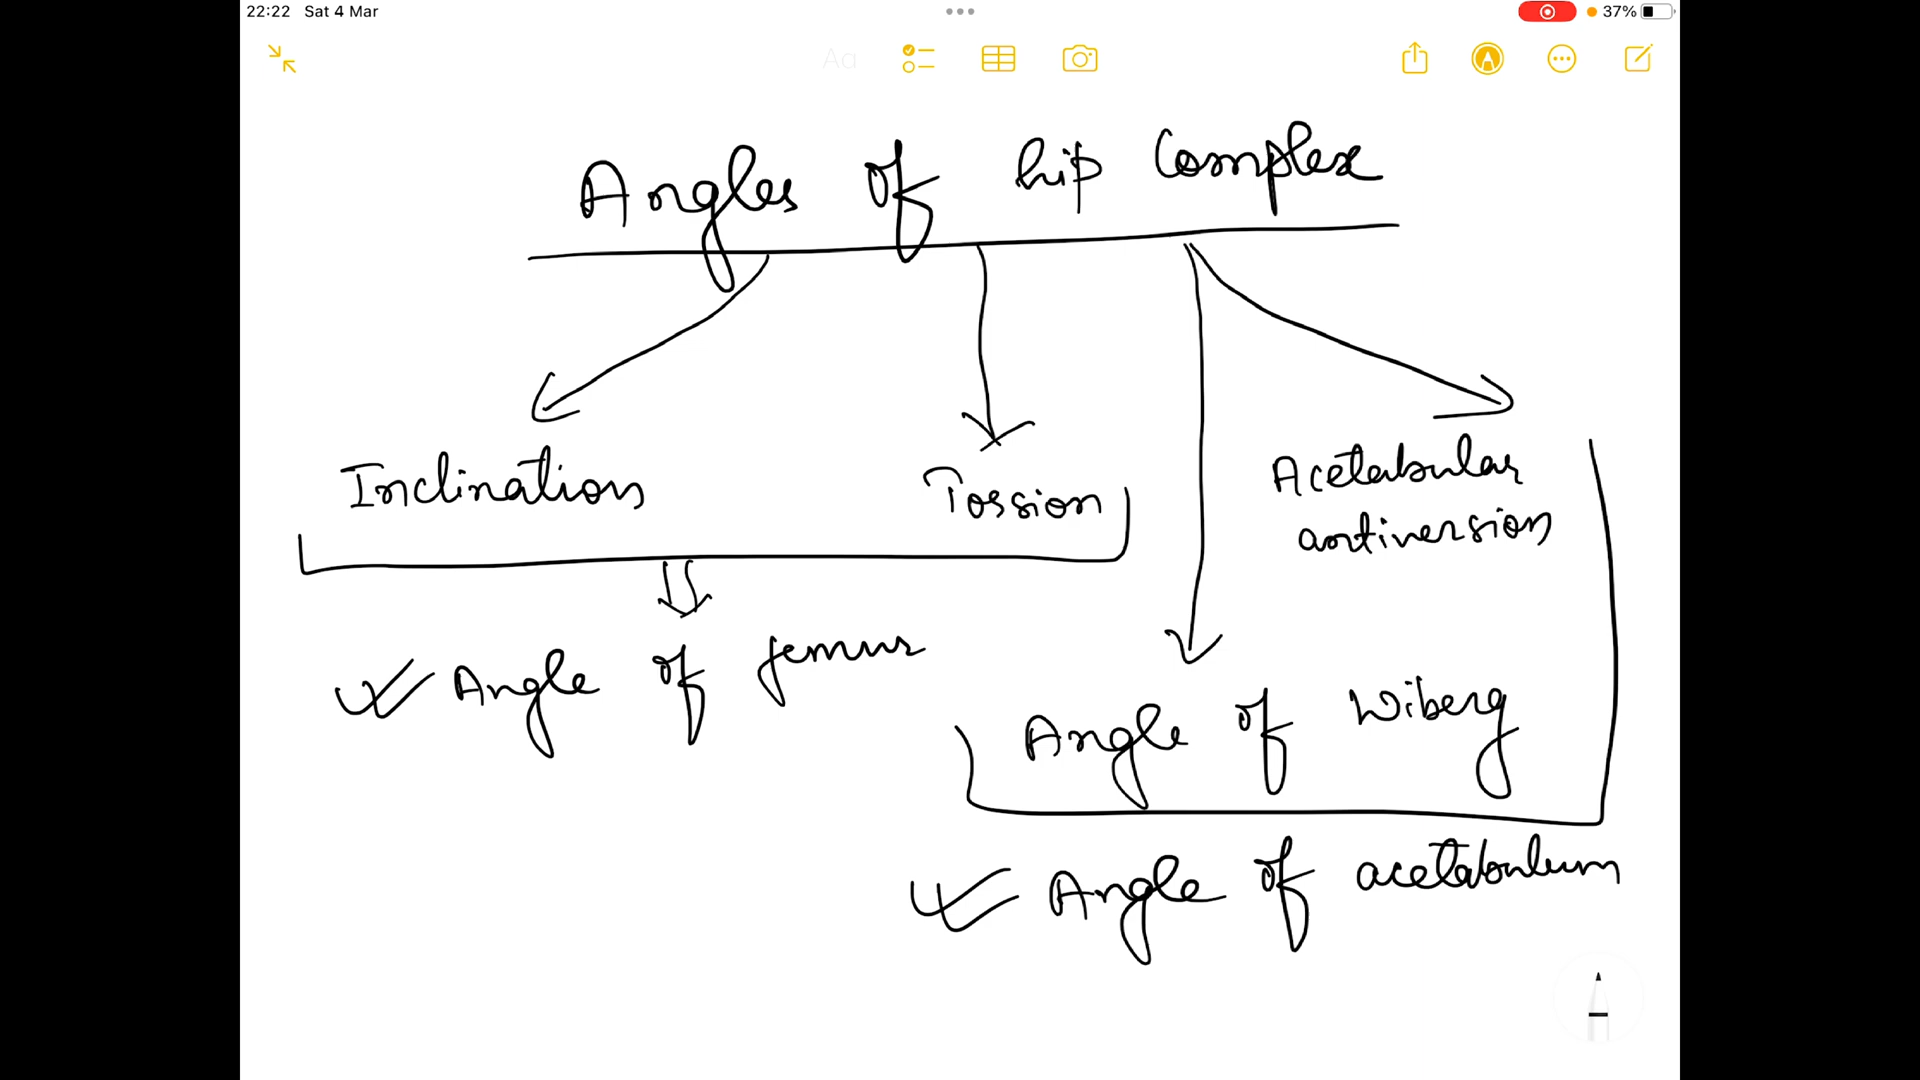 22:22 Sat 4 Mar
37%
Aa
Angles of hip Complex
Inclination
Torsion
Acetabular
antiversion
Angle of femur
Angle of Wiberg
Angle of acetabulum